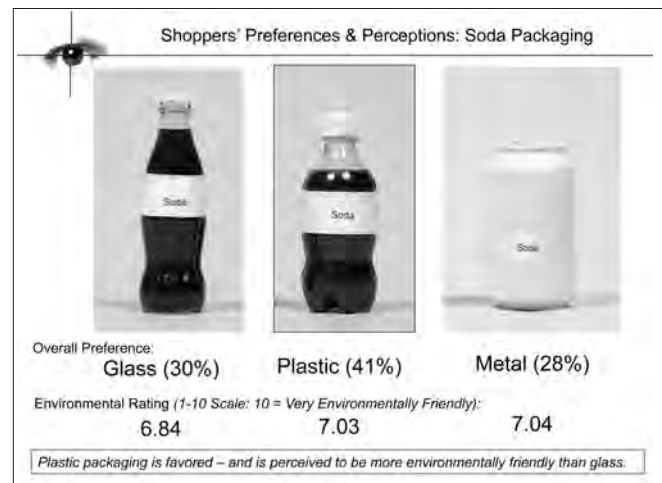 Shoppers' Preferences & Perceptions: Soda Packaging
Soda
Soda
Soda
Overall Preference:
Glass (30%) Plastic (41%) Metal (28%)
Environmental Rating (1-10 Scale: 10 = Very Environmentally Friendly):
6.84 7.03 7.04
Plastic packaging is favored – and is perceived to be more environmentally friendly than glass.